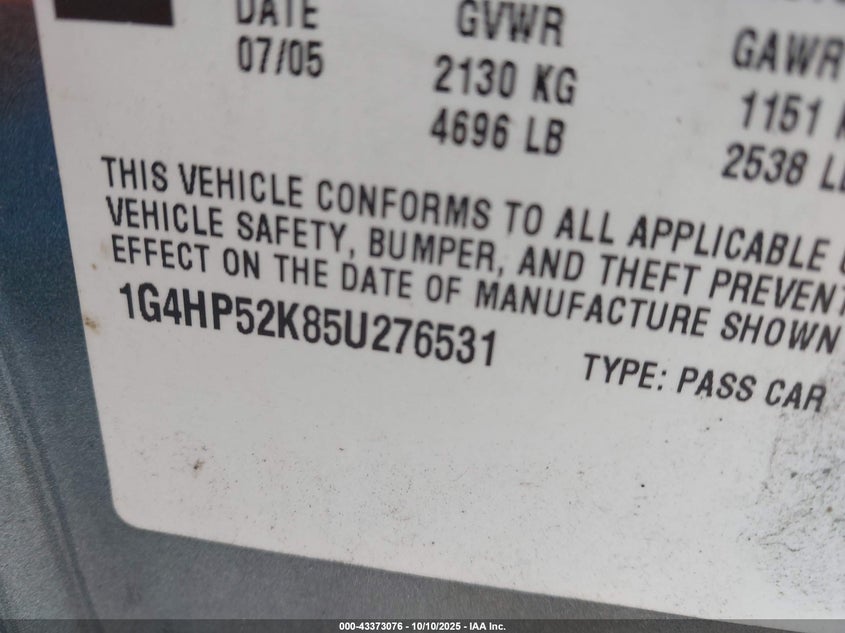 DATE GVWR GAWR
07/05 2130 KG 1151
4696 LB 2538
THIS VEHICLE CONFORMS TO ALL APPLICABLE
VEHICLE SAFETY, BUMPER, AND THEFT PREVENT
EFFECT ON THE DATE OF MANUFACTURE SHOWN
1G4HP52K85U276531 TYPE: PASS CAR
000-43373076 - 10/10/2025 - IAA Inc.